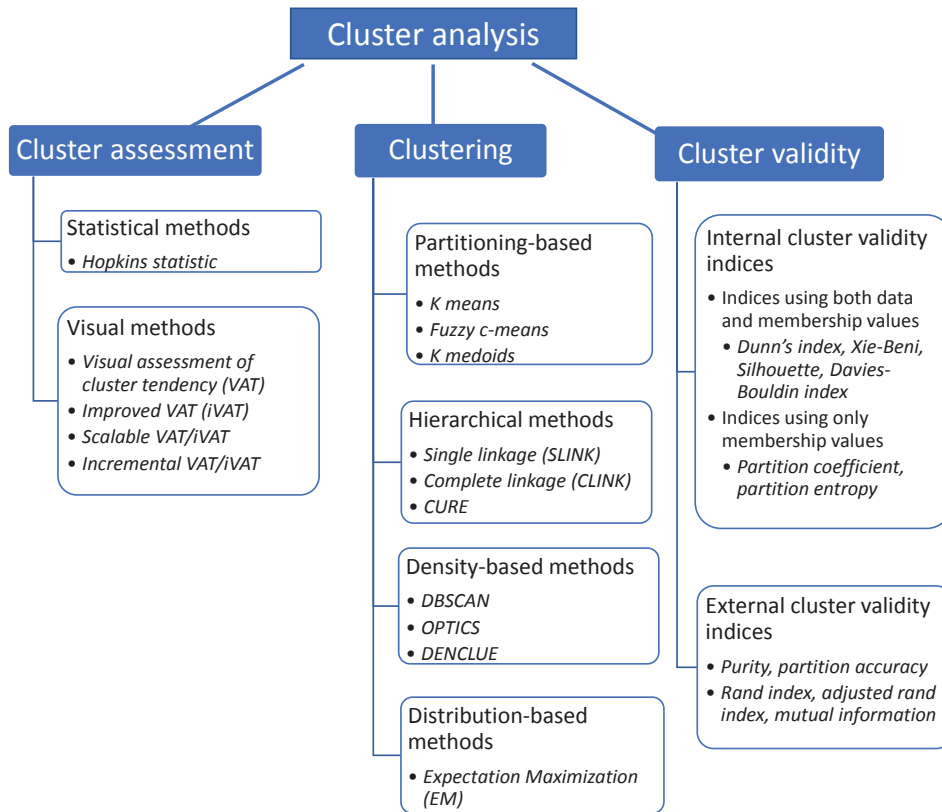 Cluster analysis
Cluster assessment
Statistical methods
• Hopkins statistic
Visual methods
• Visual assessment of
cluster tendency (VAT)
• Improved VAT (iVAT)
• Scalable VAT/iVAT
• Incremental VAT/iVAT
Clustering
Partitioning-based
methods
• K means
• Fuzzy c-means
• K medoids
Hierarchical methods
• Single linkage (SLINK)
• Complete linkage (CLINK)
• CURE
Density-based methods
• DBSCAN
• OPTICS
• DENCLUE
Distribution-based
methods
• Expectation Maximization
(EM)
Cluster validity
Internal cluster validity
indices
• Indices using both data
and membership values
• Dunn’s index, Xie-Beni,
Silhouette, Davies-
Bouldin index
• Indices using only
membership values
• Partition coefficient,
partition entropy
External cluster validity
indices
• Purity, partition accuracy
• Rand index, adjusted rand
index, mutual information